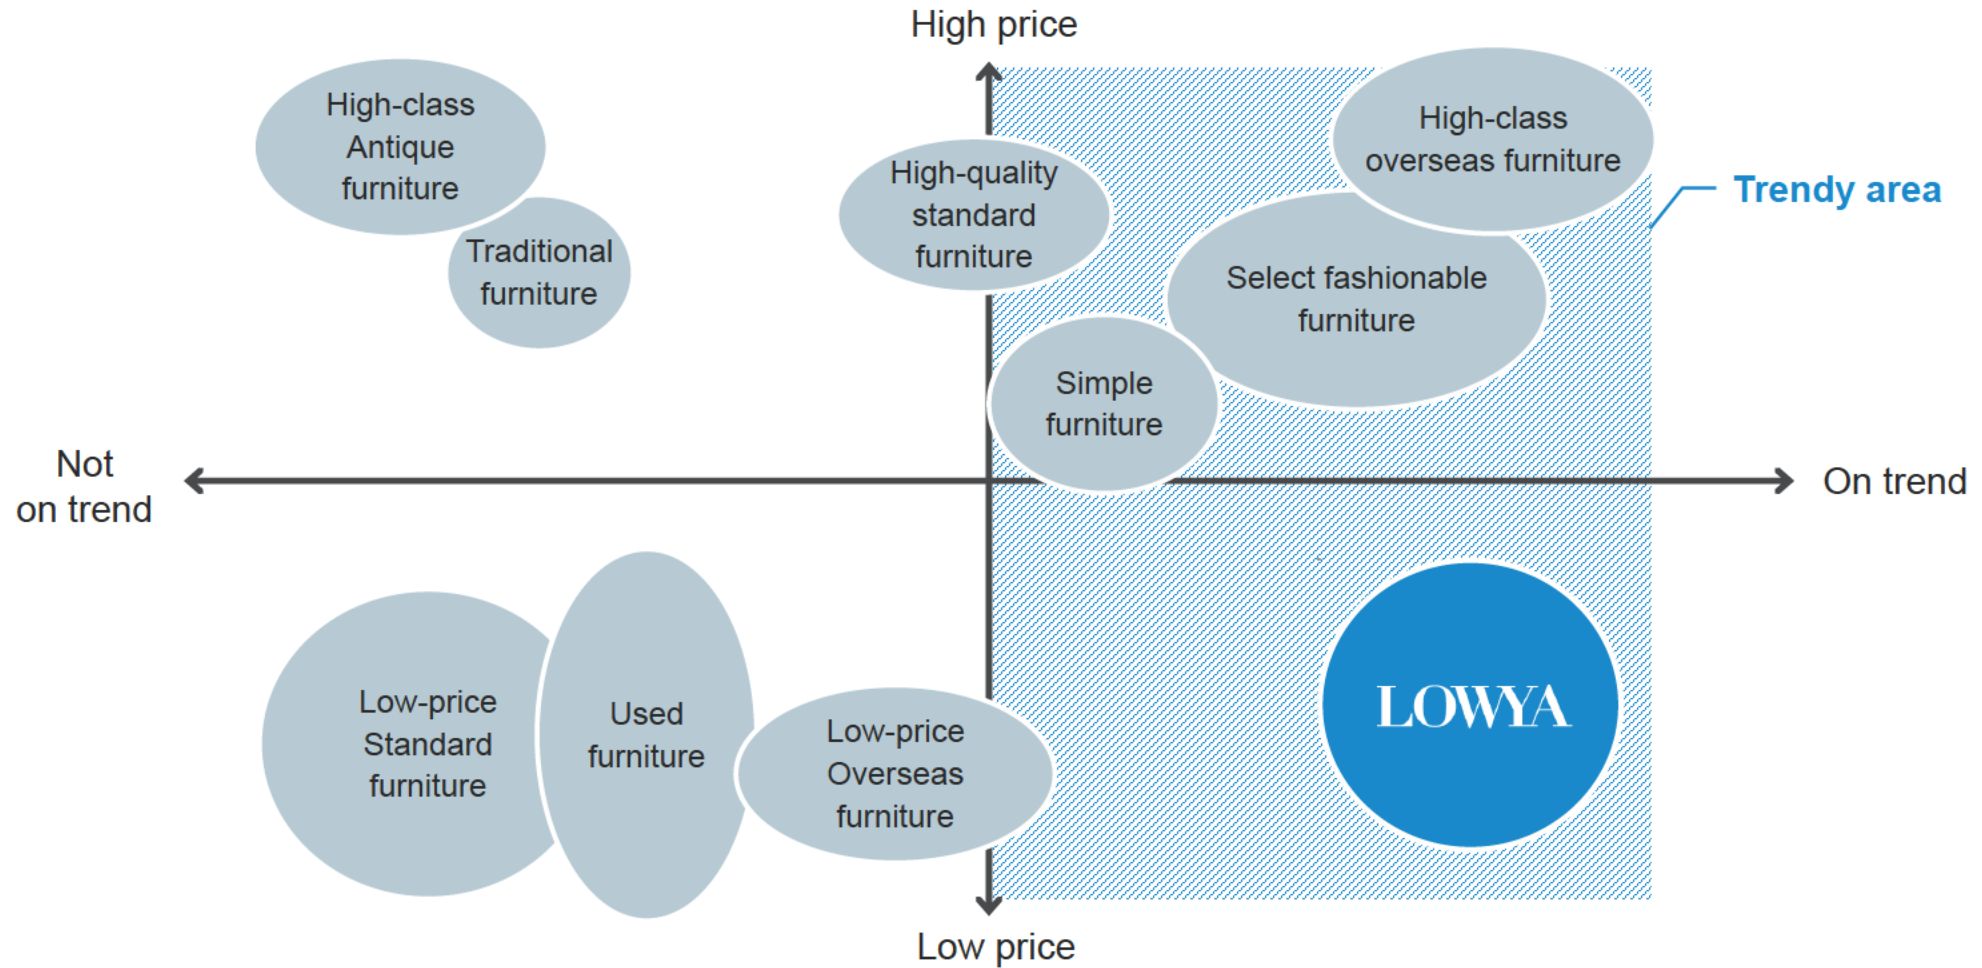 High price
High-class
Antique
furniture
Traditional
furniture
High-quality
standard
furniture
High-class
overseas furniture
Trendy area
Select fashionable
furniture
Simple
furniture
Not
on trend
On trend
Low-price
Standard
furniture
Used
furniture
Low-price
Overseas
furniture
LOWYA
Low price